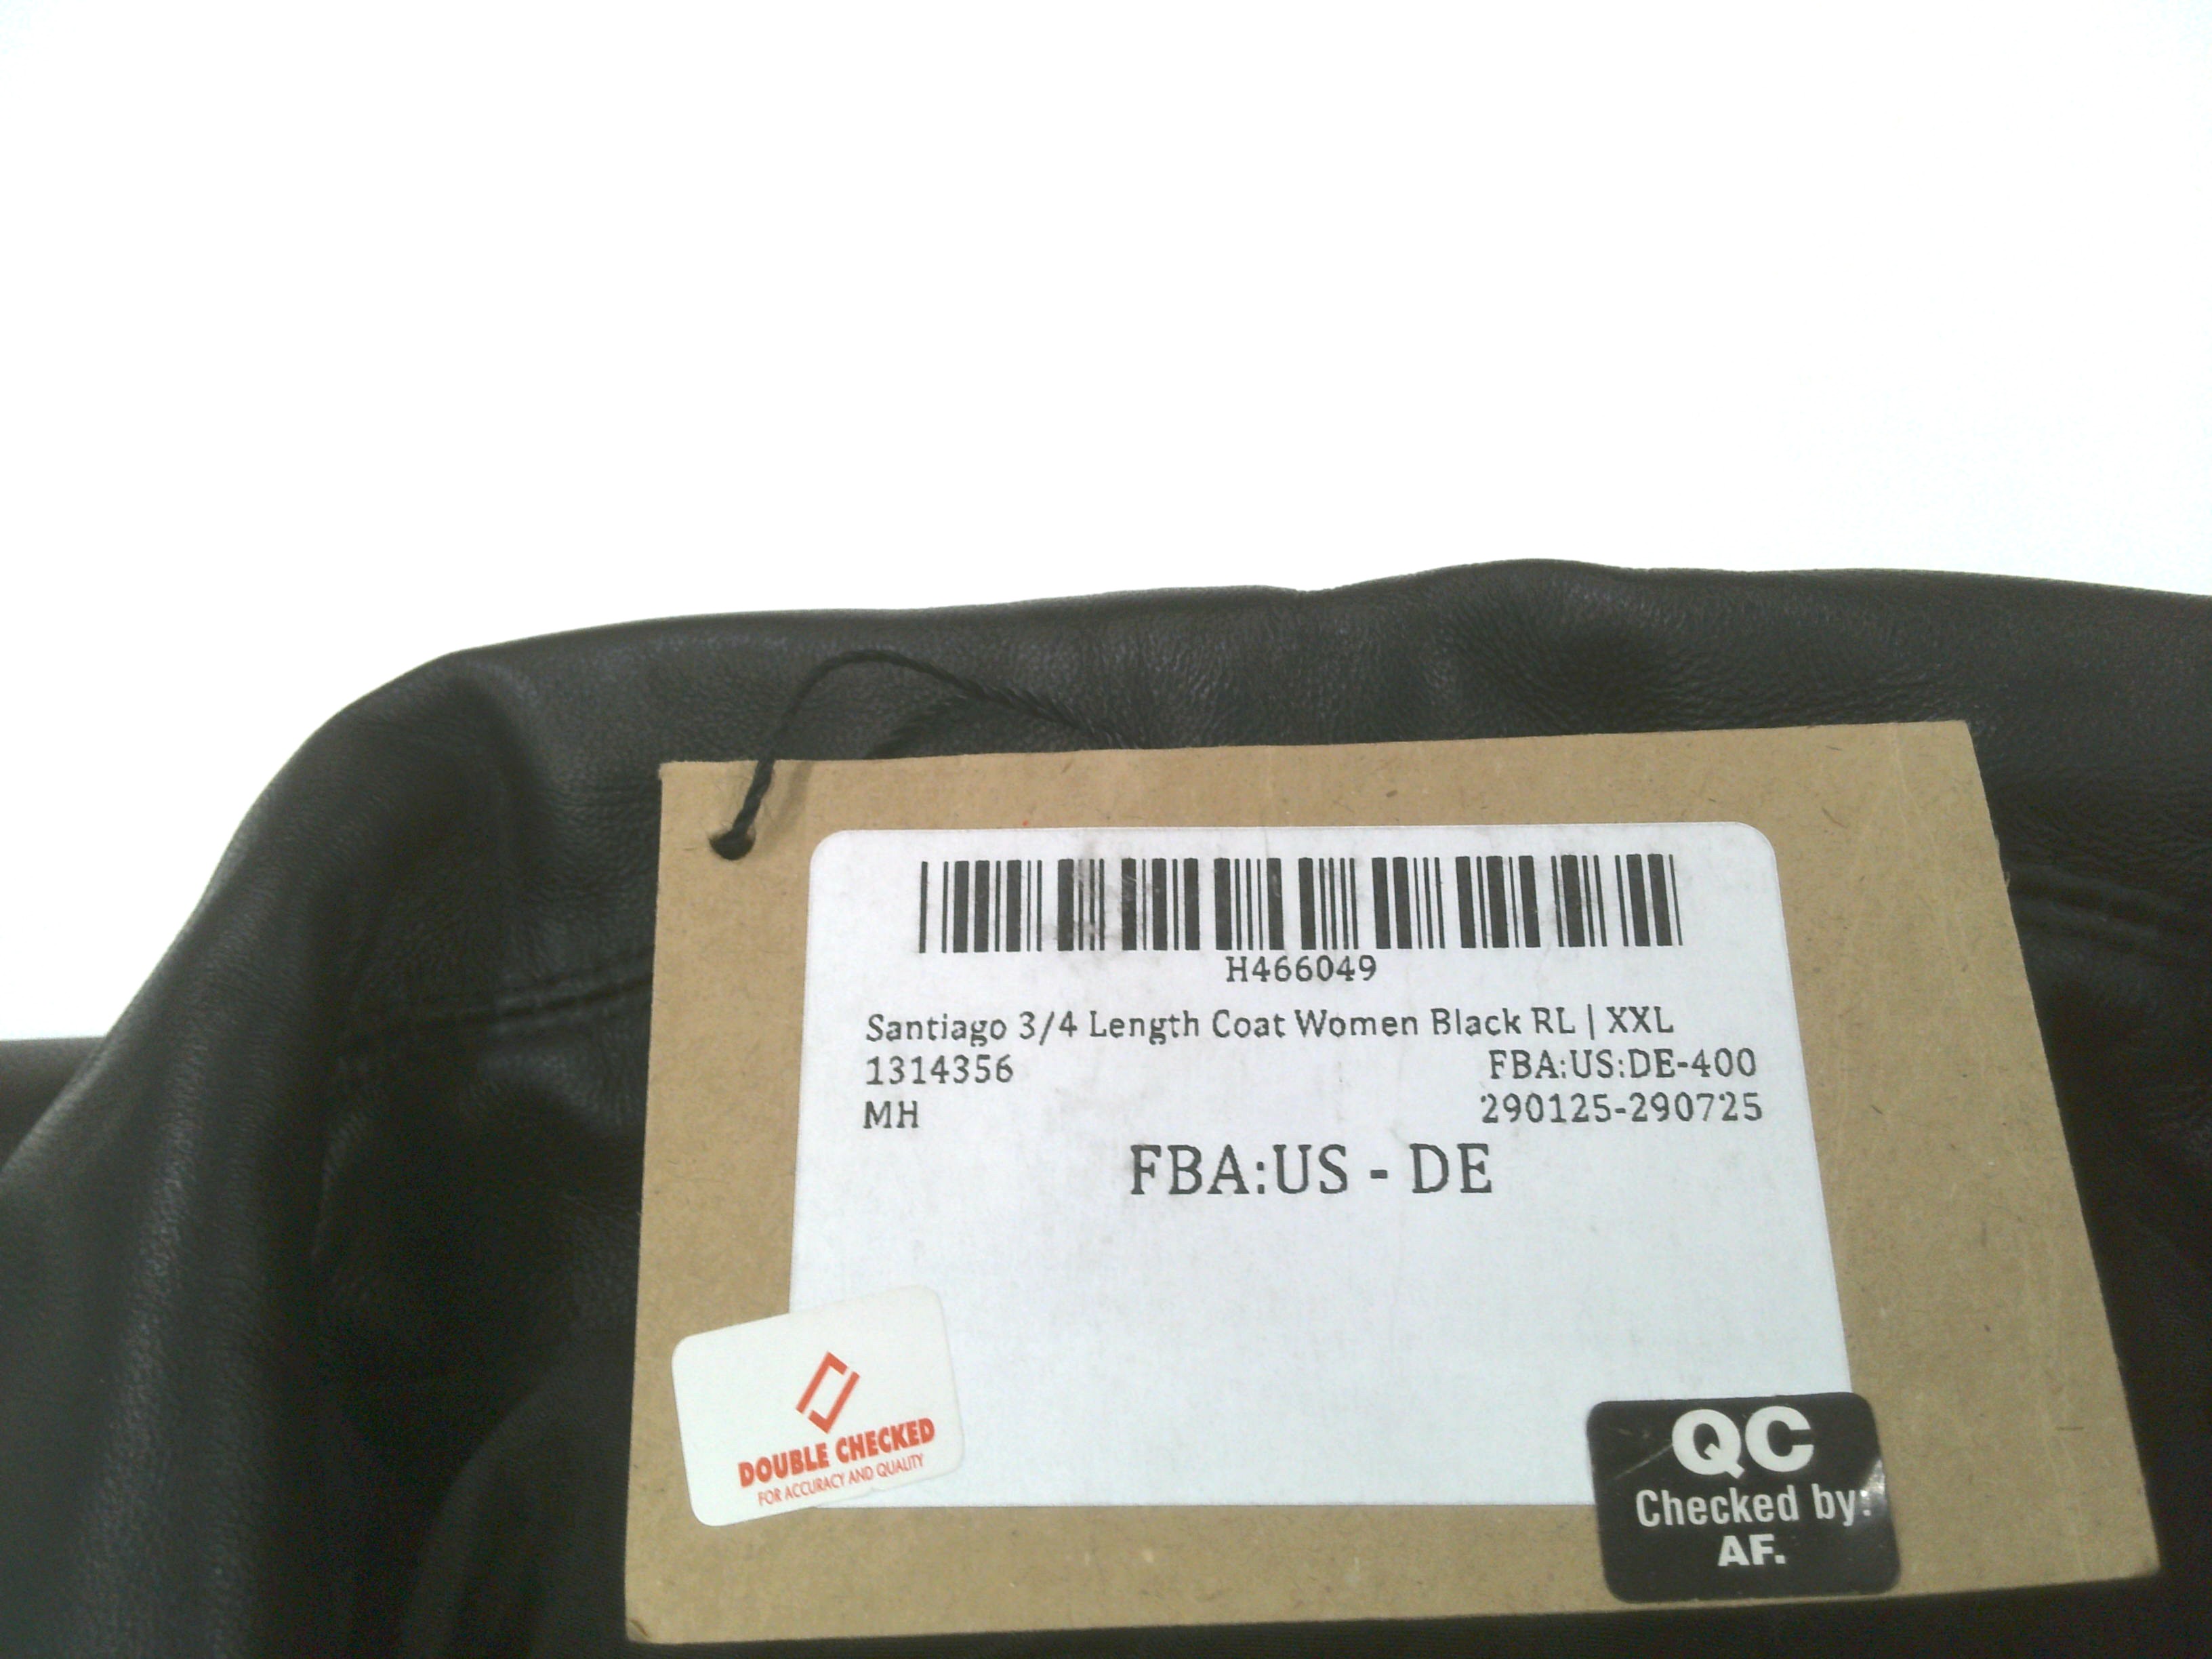 H466049
Santiago 3/4 Length Coat Women Black RL | XXL
1314356 FBA:US:DE-400
MH 290125-290725
FBA:US - DE
DOUBLE CHECKED
FOR ACCURACY AND QUALITY
QC
Checked by:
AF.